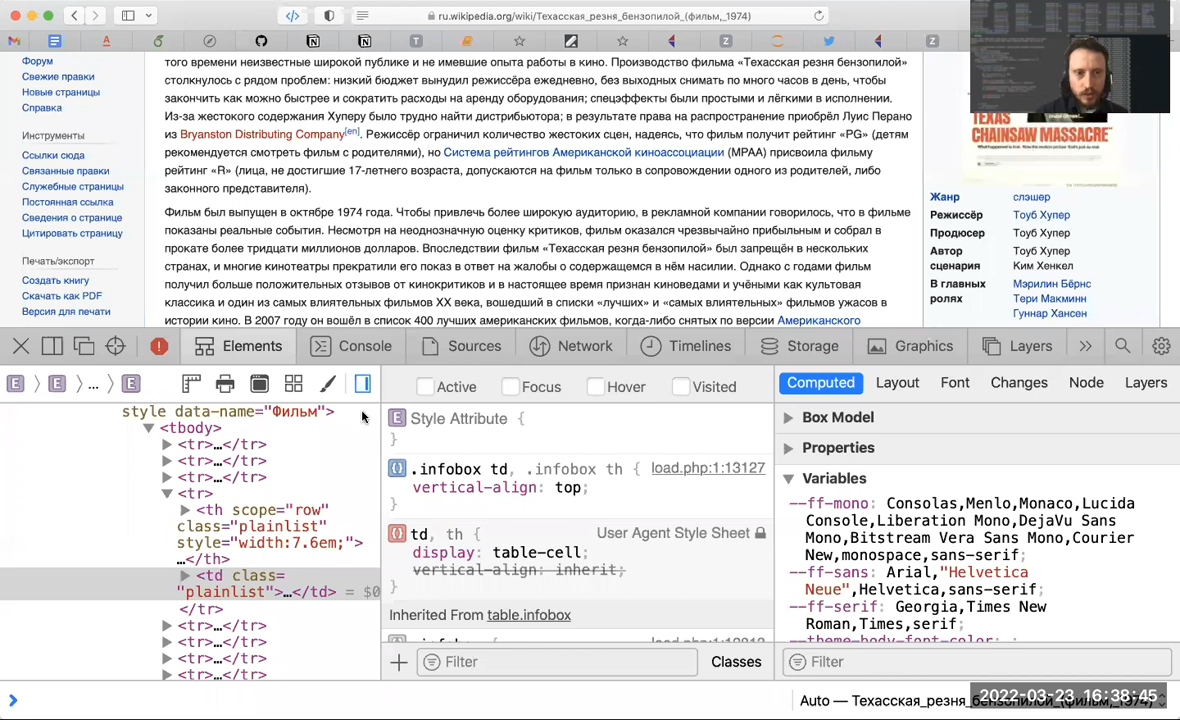 ru.wikipedia.org/wiki/Техасская_резня_бензопилой_(фильм,_1974)
Форум
Свежие правки
Новые страницы
Справка
Инструменты
Ссылки сюда
Связанные правки
Служебные страницы
Постоянная ссылка
Сведения о странице
Цитировать страницу
Печать/экспорт
Создать книгу
Скачать как PDF
Версия для печати
того времени неизвестные широкой публике и не имевшие опыта работы в кино. Производство фильма «Техасская резня бензопилой»
столкнулось с рядом проблем: низкий бюджет вынудил режиссёра ежедневно, без выходных снимать по много часов в день, чтобы
закончить как можно быстрее и сократить расходы на аренду оборудования; спецэффекты были простыми и лёгкими в исполнении.
Из-за жестокого содержания Хуперу было трудно найти дистрибьютора; в результате права на распространение приобрёл Луис Перано
из Bryanston Distributing Company[en]. Режиссёр ограничил количество жестоких сцен, надеясь, что фильм получит рейтинг «PG» (детям
рекомендуется смотреть фильм с родителями), но Система рейтингов Американской киноассоциации (MPAA) присвоила фильму
рейтинг «R» (лица, не достигшие 17-летнего возраста, допускаются на фильм только в сопровождении одного из родителей, либо
законного представителя).
Фильм был выпущен в октябре 1974 года. Чтобы привлечь более широкую аудиторию, в рекламной компании говорилось, что в фильме
показаны реальные события. Несмотря на неоднозначную оценку критиков, фильм оказался чрезвычайно прибыльным и собрал в
прокате более тридцати миллионов долларов. Впоследствии фильм «Техасская резня бензопилой» был запрещён в нескольких
странах, и многие кинотеатры прекратили его показ в ответ на жалобы о содержащемся в нём насилии. Однако с годами фильм
получил больше положительных отзывов от кинокритиков и в настоящее время признан киноведами и учёными как культовая
классика и один из самых влиятельных фильмов XX века, вошедший в списки «лучших» и «самых влиятельных» фильмов ужасов в
истории кино. В 2007 году он вошёл в список 400 лучших американских фильмов, когда-либо снятых по версии Американского
TEXAS
CHAINSAW MASSACRE"
Жанр слэшер
Режиссёр Тоуб Хупер
Продюсер Тоуб Хупер
Автор сценария Тоуб Хупер
Ким Хенкел
В главных ролях Мэрилин Бёрнс
Тери Макминн
Гуннар Хансен
Elements Console Sources Network Timelines Storage Graphics Layers
E E ... E
style data-name="Фильм">
<tbody>
<tr>…</tr>
<tr>…</tr>
<tr>…</tr>
<tr>
<th scope="row"
class="plainlist"
style="width:7.6em;">
…</th>
<td class=
"plainlist">…</td> = $0
</tr>
<tr>…</tr>
<tr>…</tr>
<tr>…</tr>
<tr>…</tr>
Active Focus Hover Visited
E Style Attribute {
}
.infobox td, .infobox th { load.php:1:13127
vertical-align: top;
}
td, th { User Agent Style Sheet
display: table-cell;
vertical-align: inherit;
}
Inherited From table.infobox
Filter Classes
Computed Layout Font Changes Node Layers
Box Model
Properties
Variables
--ff-mono: Consolas,Menlo,Monaco,Lucida
Console,Liberation Mono,DejaVu Sans
Mono,Bitstream Vera Sans Mono,Courier
New,monospace,sans-serif;
--ff-sans: Arial,"Helvetica
Neue",Helvetica,sans-serif;
--ff-serif: Georgia,Times New
Roman,Times,serif;
--theme-body-font-color: ;
Filter
Auto — Техасская_резня_бензопилой_(фильм,_1974)
2022-03-23 16:38:45